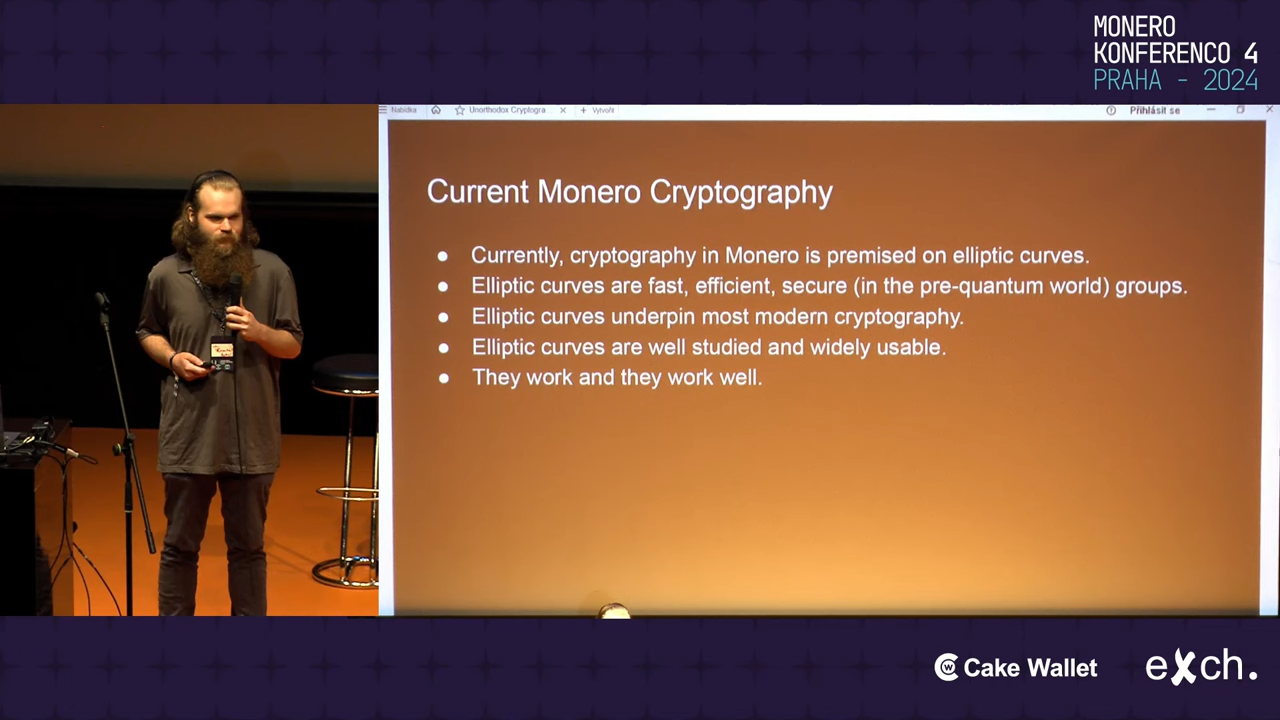 MONERO
KONFERENCO 4
PRAHA - 2024
Nabídka
Unorthodox Cryptogra...
+ Vytvořit
Přihlásit se
Current Monero Cryptography
● Currently, cryptography in Monero is premised on elliptic curves.
● Elliptic curves are fast, efficient, secure (in the pre-quantum world) groups.
● Elliptic curves underpin most modern cryptography.
● Elliptic curves are well studied and widely usable.
● They work and they work well.
Cake Wallet
exch.